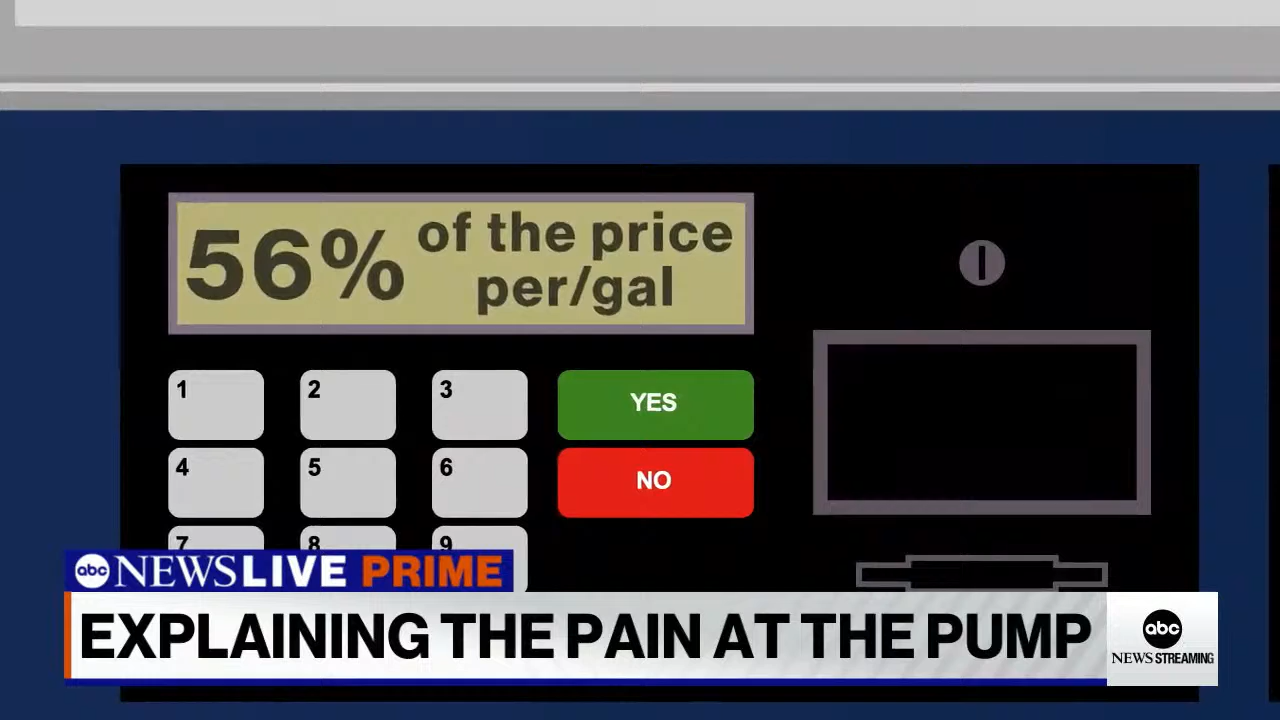 56% of the price
per/gal
1 2 3 YES
4 5 6 NO
7 8 9
abc NEWS LIVE PRIME
EXPLAINING THE PAIN AT THE PUMP
abc
NEWS STREAMING